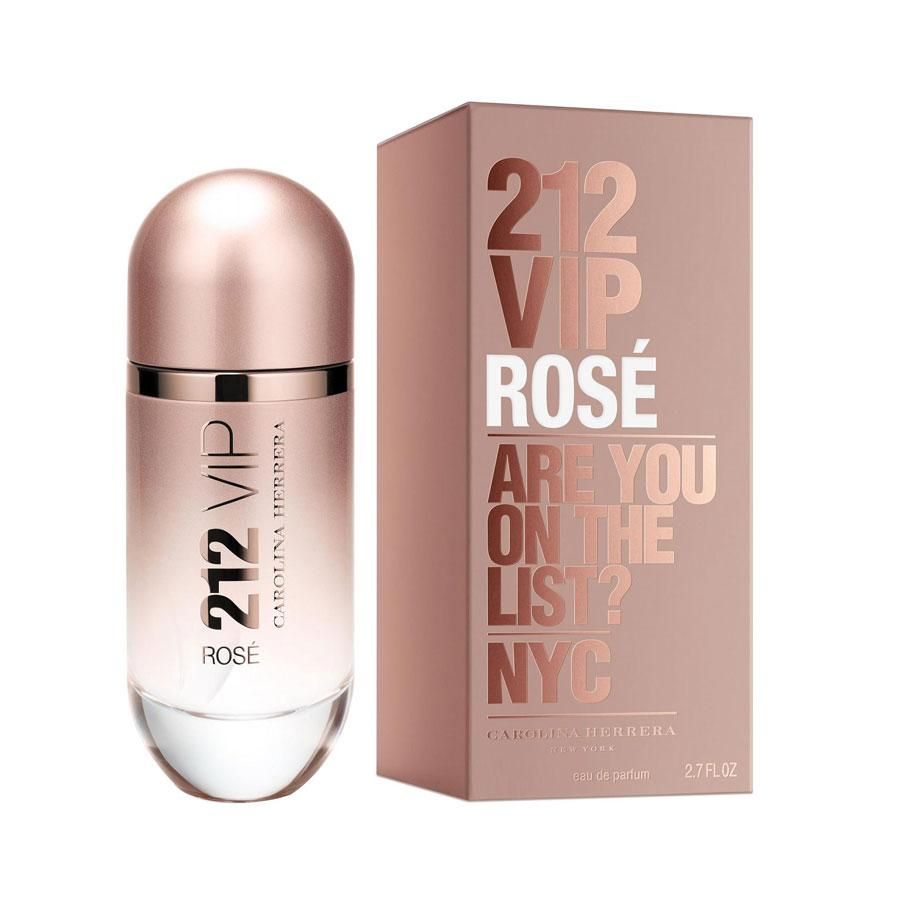 212 VIP
CAROLINA HERRERA
ROSÉ
212
VIP
ROSÉ
ARE YOU
ON THE
LIST?
NYC
CAROLINA HERRERA
NEW YORK
eau de parfum
2.7 FL OZ